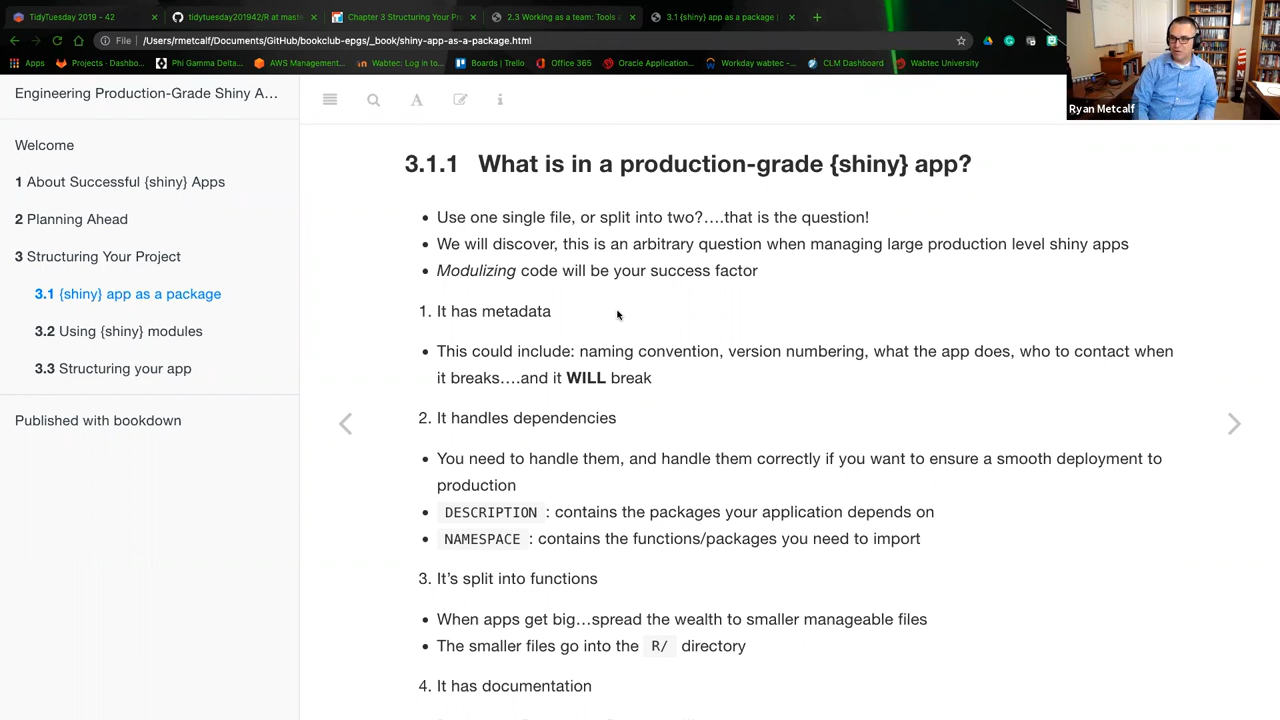 TidyTuesday 2019 - 42
tidytuesday201942/R at maste
Chapter 3 Structuring Your Pr
2.3 Working as a team: Tools a
3.1 {shiny} app as a package |
File | /Users/rmetcalf/Documents/GitHub/bookclub-epgs/_book/shiny-app-as-a-package.html
Apps
Projects · Dashbo...
Phi Gamma Delta...
AWS Management...
Wabtec: Log in to...
Boards | Trello
Office 365
Oracle Application...
Workday wabtec -...
CLM Dashboard
Wabtec University
Ryan Metcalf
Engineering Production-Grade Shiny A...
Welcome
1 About Successful {shiny} Apps
2 Planning Ahead
3 Structuring Your Project
3.1 {shiny} app as a package
3.2 Using {shiny} modules
3.3 Structuring your app
Published with bookdown
3.1.1 What is in a production-grade {shiny} app?
• Use one single file, or split into two?….that is the question!
• We will discover, this is an arbitrary question when managing large production level shiny apps
• Modulizing code will be your success factor
1. It has metadata
• This could include: naming convention, version numbering, what the app does, who to contact when
it breaks….and it WILL break
2. It handles dependencies
• You need to handle them, and handle them correctly if you want to ensure a smooth deployment to
production
• DESCRIPTION : contains the packages your application depends on
• NAMESPACE : contains the functions/packages you need to import
3. It’s split into functions
• When apps get big…spread the wealth to smaller manageable files
• The smaller files go into the R/ directory
4. It has documentation